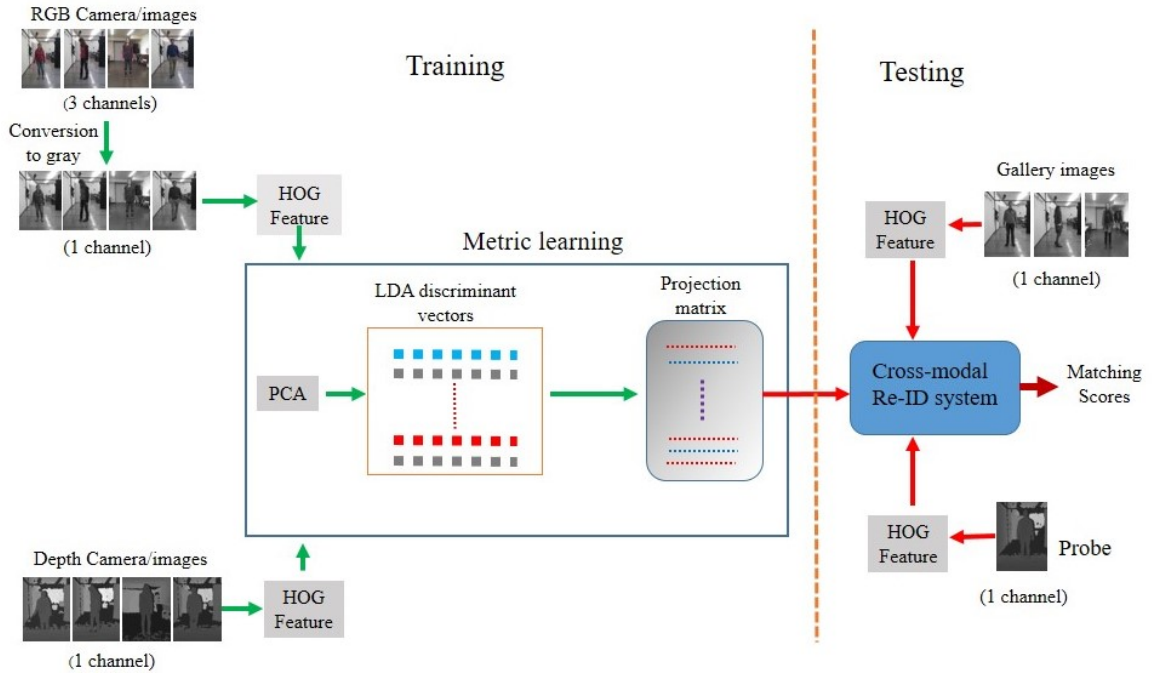 RGB Camera/images
(3 channels)
Conversion
to gray
(1 channel)
HOG
Feature
Training
Metric learning
PCA
LDA discriminant
vectors
Projection
matrix
Depth Camera/images
(1 channel)
HOG
Feature
Testing
Gallery images
(1 channel)
HOG
Feature
Cross-modal
Re-ID system
Matching
Scores
HOG
Feature
Probe
(1 channel)